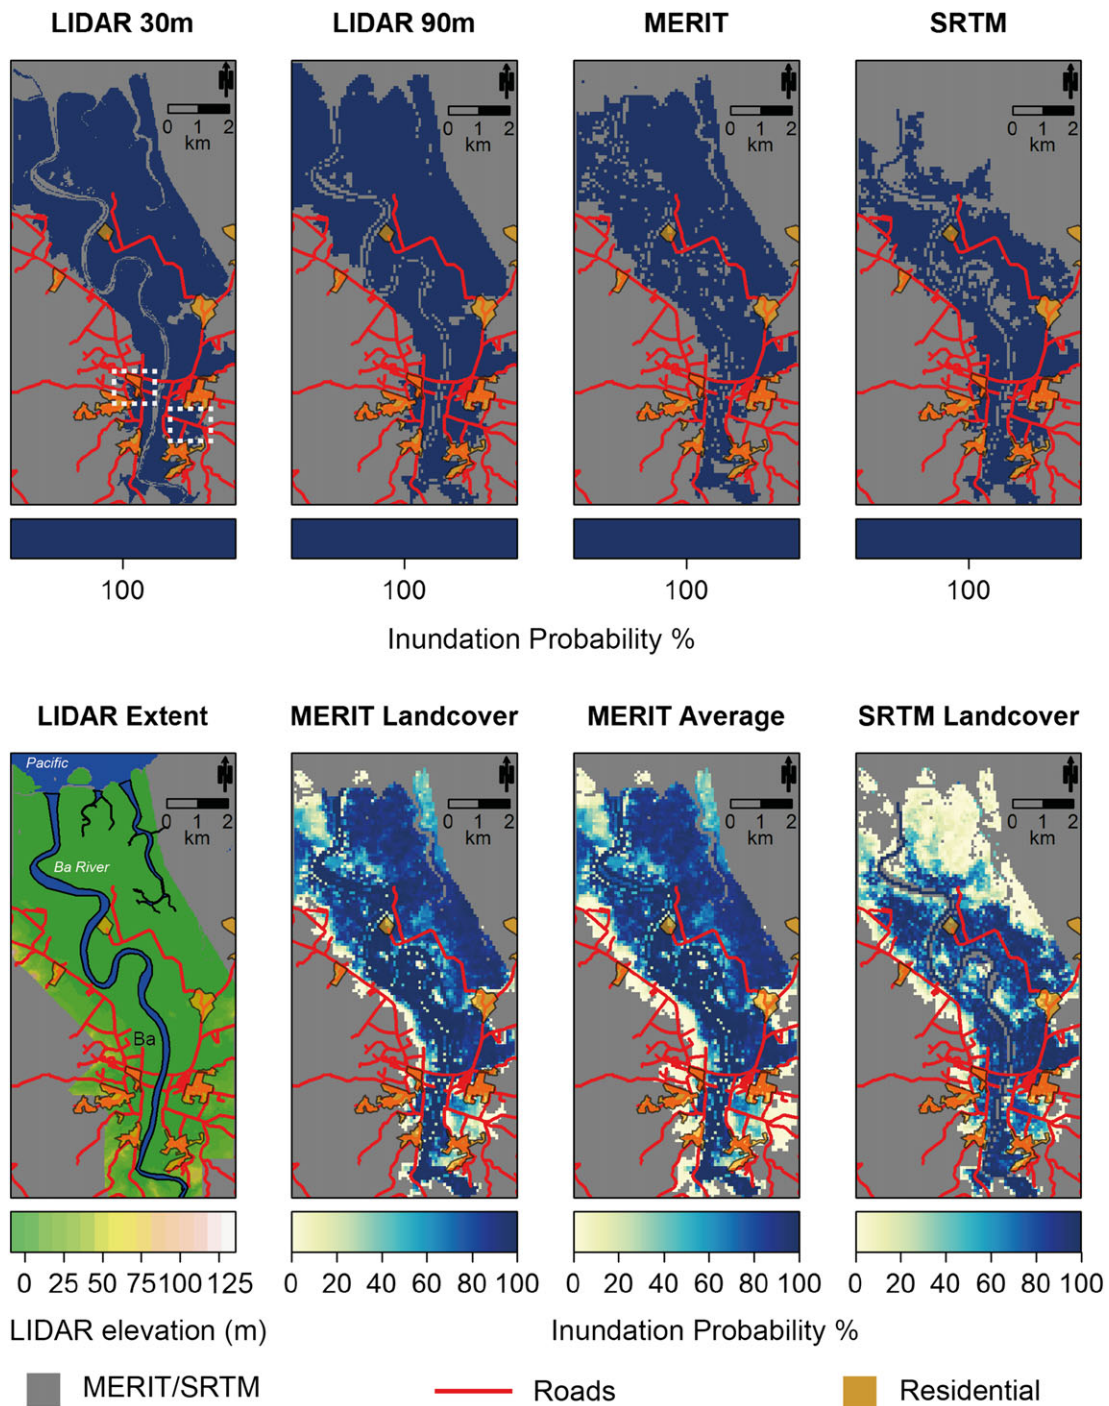 LIDAR 30m
LIDAR 90m
MERIT
SRTM
N
0 1 2
km
N
0 1 2
km
N
0 1 2
km
N
0 1 2
km
100
100
100
100
Inundation Probability %
LIDAR Extent
MERIT Landcover
MERIT Average
SRTM Landcover
Pacific
N
0 1 2
km
Ba River
Ba
N
0 1 2
km
N
0 1 2
km
N
0 1 2
km
0 25 50 75 100 125
0 20 40 60 80 100
0 20 40 60 80 100
0 20 40 60 80 100
LIDAR elevation (m)
Inundation Probability %
MERIT/SRTM
Roads
Residential